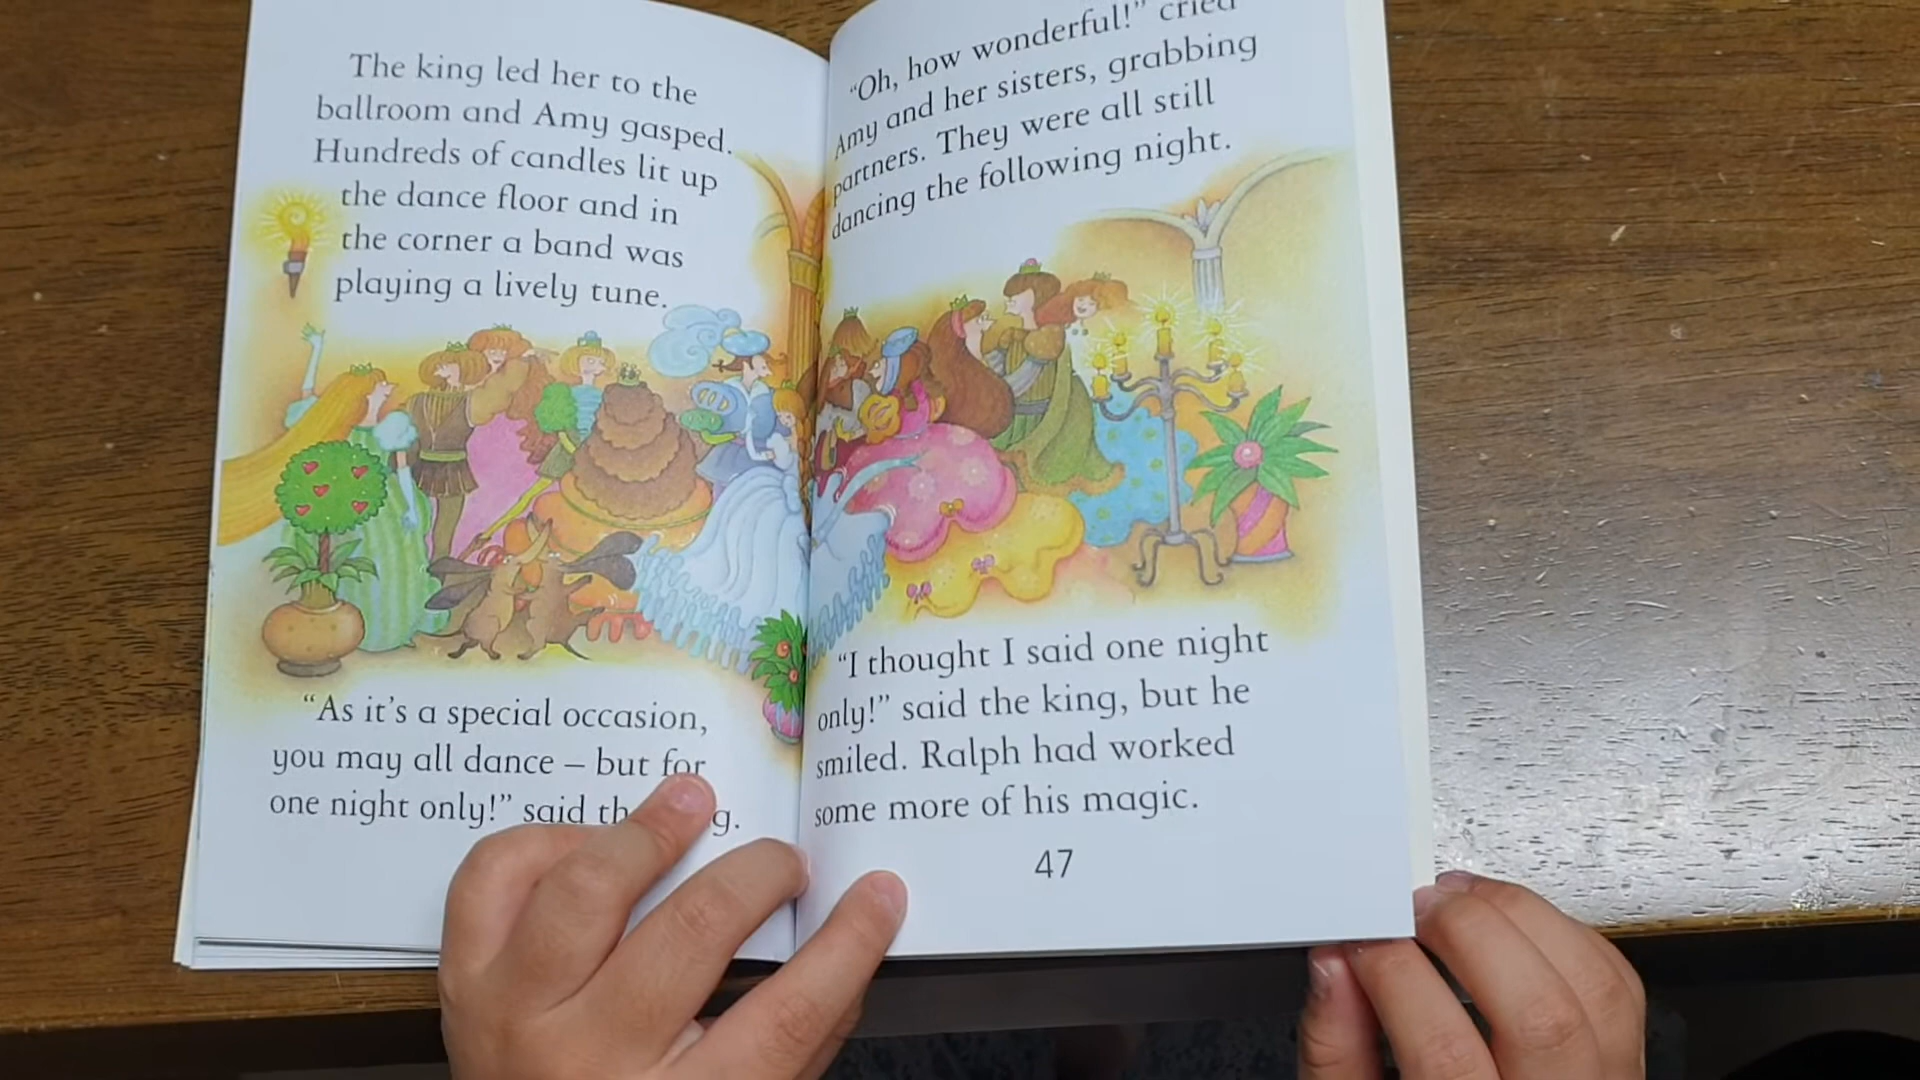 The king led her to the
ballroom and Amy gasped.
Hundreds of candles lit up
the dance floor and in
the corner a band was
playing a lively tune.
“As it’s a special occasion,
you may all dance – but for
one night only!” said
“Oh, how wonderful!” cried
Amy and her sisters, grabbing
partners. They were all still
dancing the following night.
“I thought I said one night
only!” said the king, but he
smiled. Ralph had worked
some more of his magic.
47